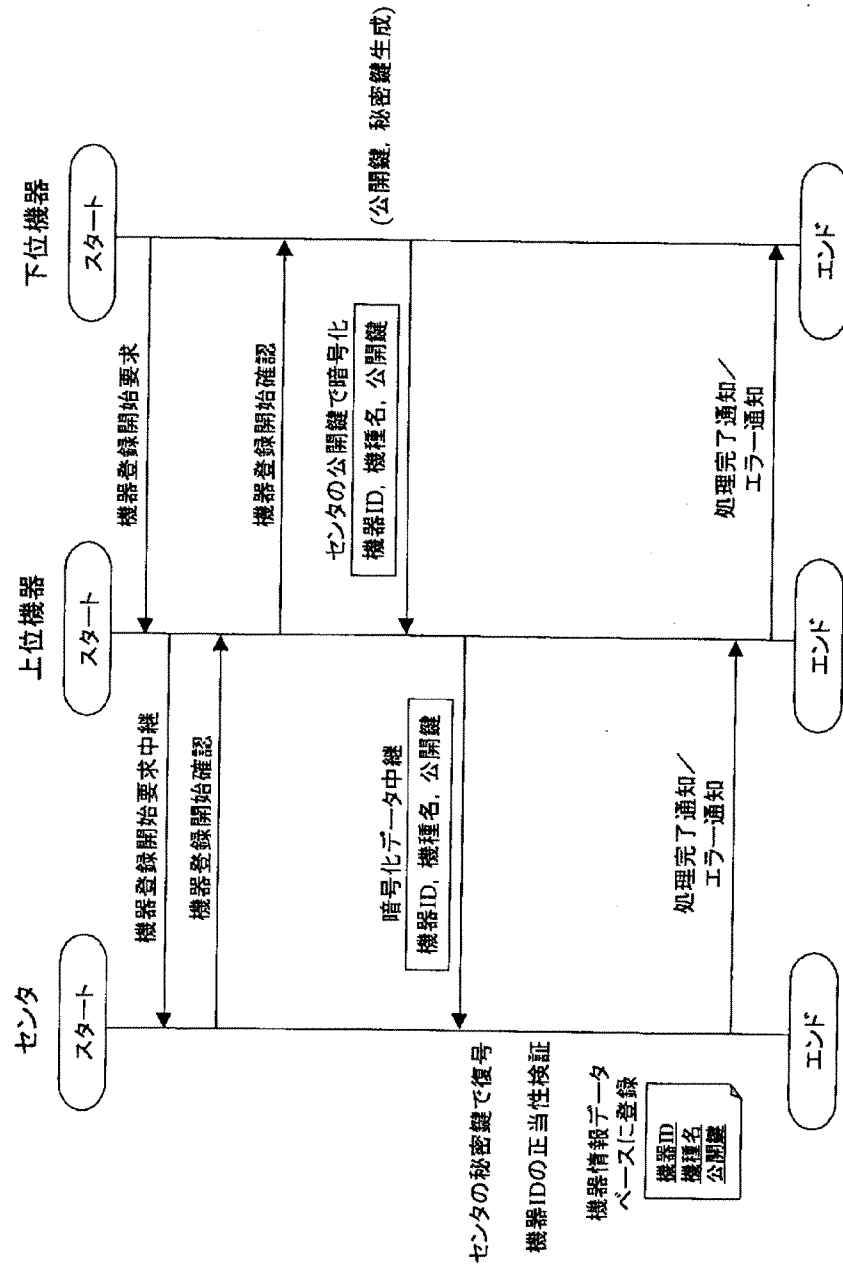 センタ
上位機器
下位機器
スタート
スタート
スタート
機器登録開始要求
機器登録開始要求中継
機器登録開始確認
機器登録開始確認
(公開鍵, 秘密鍵生成)
センタの公開鍵で暗号化
機器ID, 機種名, 公開鍵
暗号化データ中継
機器ID, 機種名, 公開鍵
センタの秘密鍵で復号
機器IDの正当性検証
機器情報データ
ベースに登録
機器ID
機種名
公開鍵
処理完了通知／
エラー通知
処理完了通知／
エラー通知
エンド
エンド
エンド